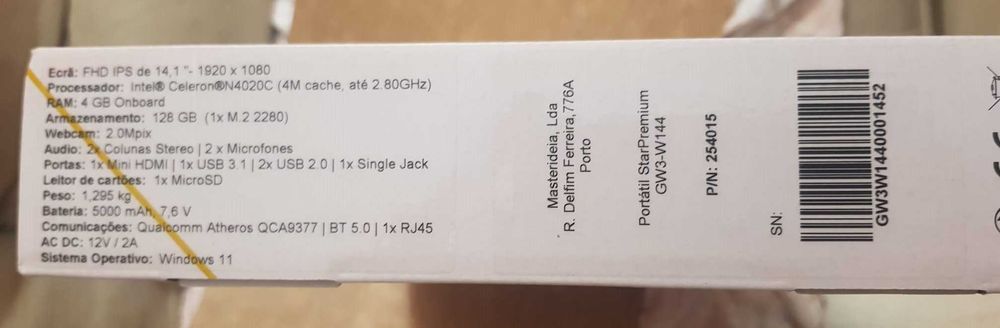 Ecrã: FHD IPS de 14,1 "- 1920 x 1080
Processador: Intel® Celeron®N4020C (4M cache, até 2.80GHz)
RAM: 4 GB Onboard
Armazenamento: 128 GB (1x M.2 2280)
Webcam: 2.0Mpix
Audio: 2x Colunas Stereo | 2 x Microfones
Portas: 1x Mini HDMI | 1x USB 3.1 | 2x USB 2.0 | 1x Single Jack
Leitor de cartões: 1x MicroSD
Peso: 1,295 kg
Bateria: 5000 mAh, 7,6 V
Comunicações: Qualcomm Atheros QCA9377 | BT 5.0 | 1x RJ45
AC DC: 12V / 2A
Sistema Operativo: Windows 11
Masterideia, Lda
R. Delfim Ferreira,776A
Porto
Portátil StarPremium
GW3-W144
P/N: 254015
SN:
GW3W1440001452